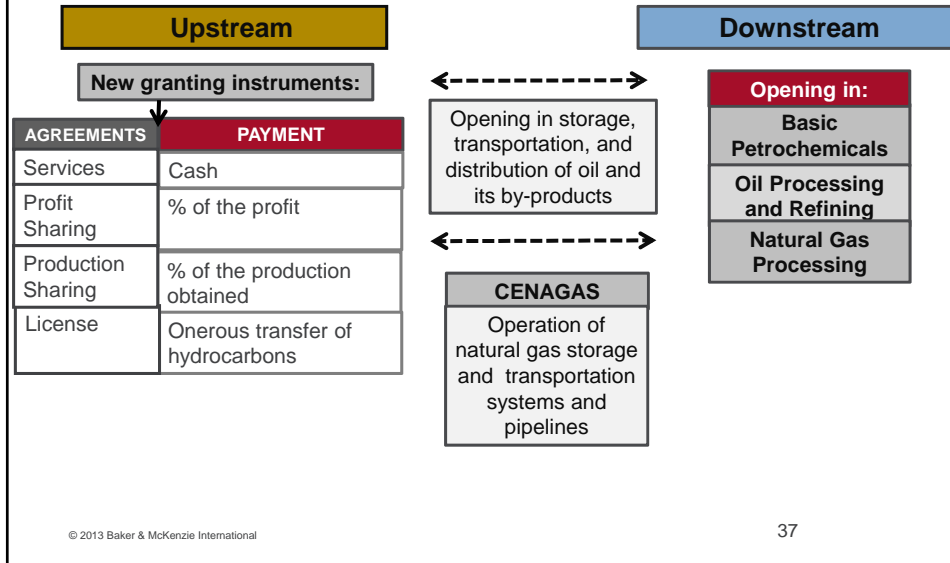 Upstream
Downstream
New granting instruments:
AGREEMENTS
PAYMENT
Services
Cash
Profit
Sharing
% of the profit
Production
Sharing
% of the production
obtained
License
Onerous transfer of
hydrocarbons
Opening in storage,
transportation, and
distribution of oil and
its by-products
CENAGAS
Operation of
natural gas storage
and transportation
systems and
pipelines
Opening in:
Basic
Petrochemicals
Oil Processing
and Refining
Natural Gas
Processing
© 2013 Baker & McKenzie International
37